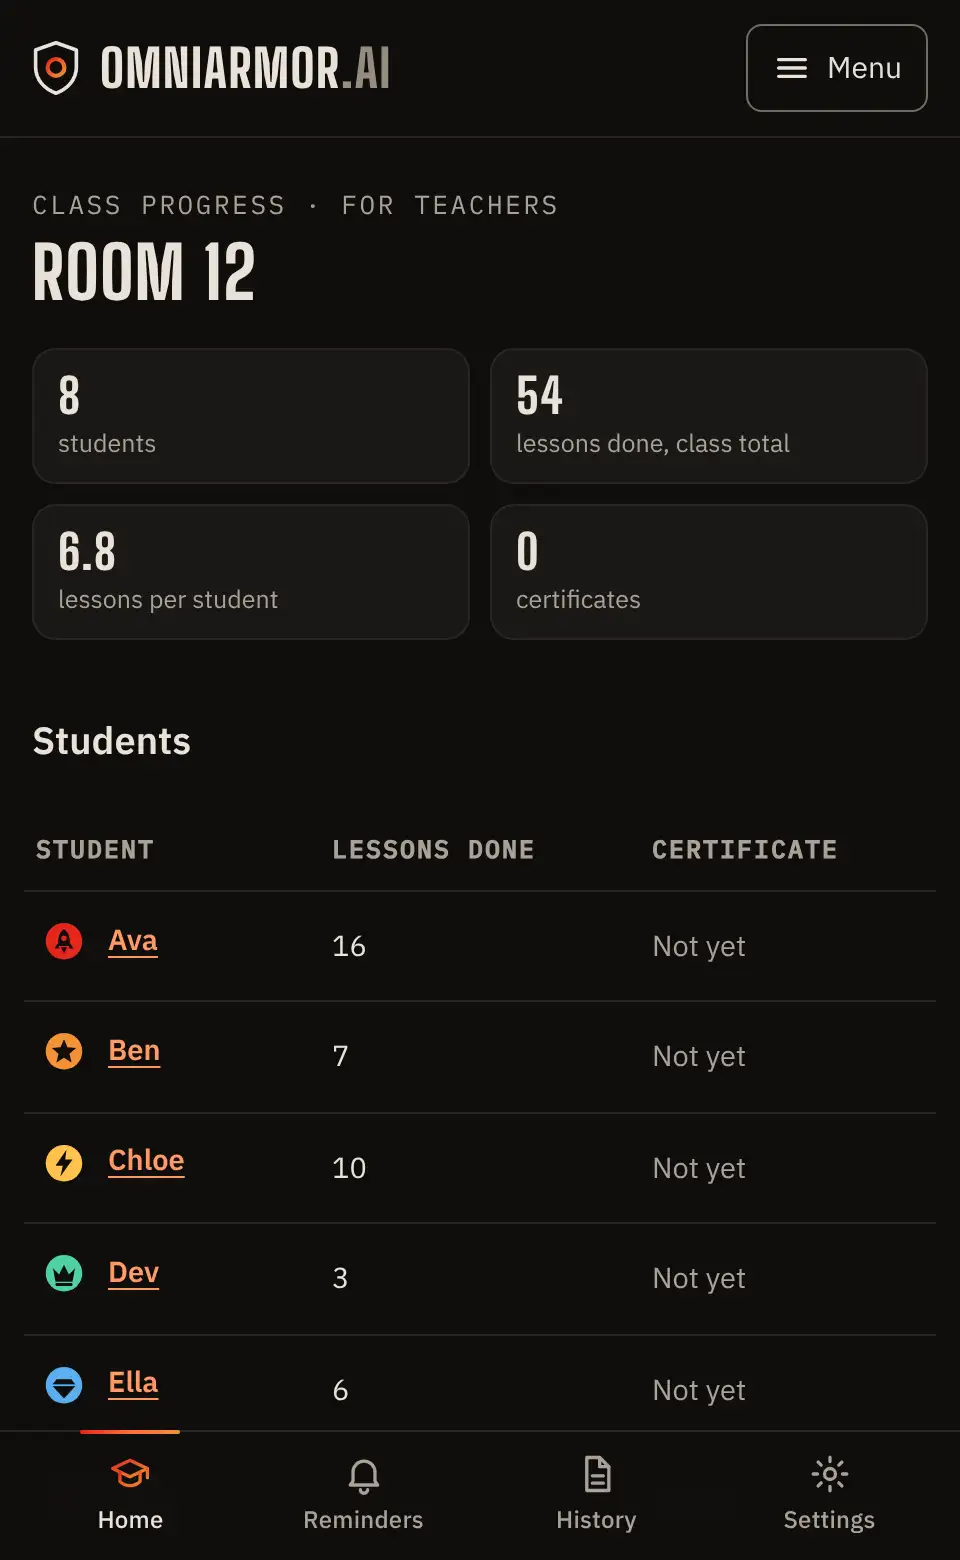 OMNIARMOR.AI
Menu
CLASS PROGRESS · FOR TEACHERS
ROOM 12
8
students
54
lessons done, class total
6.8
lessons per student
0
certificates
Students
STUDENT LESSONS DONE CERTIFICATE
Ava 16 Not yet
Ben 7 Not yet
Chloe 10 Not yet
Dev 3 Not yet
Ella 6 Not yet
Home Reminders History Settings